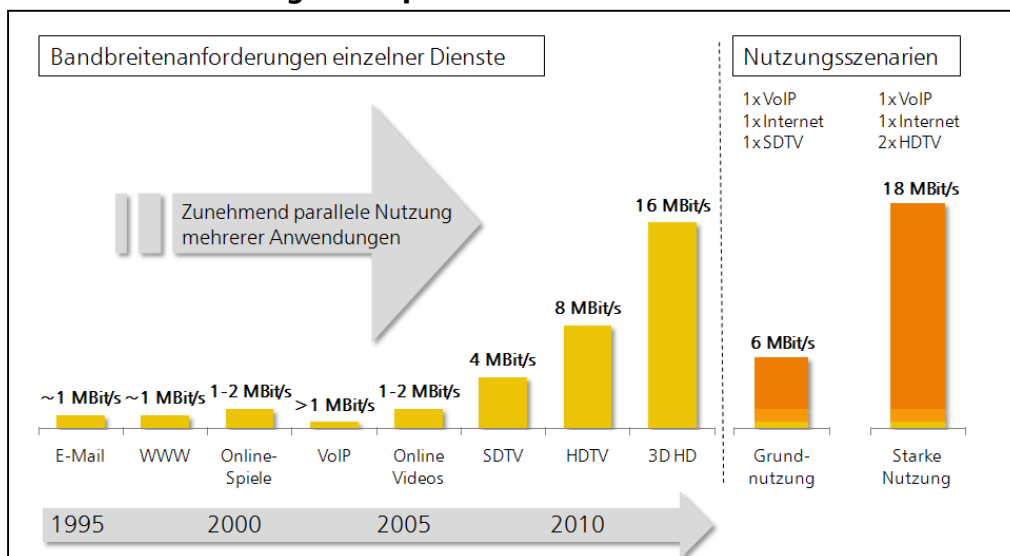 Bandbreitenanforderungen einzelner Dienste
Zunehmend parallele Nutzung
mehrerer Anwendungen
~1 MBit/s
~1 MBit/s
1-2 MBit/s
>1 MBit/s
1-2 MBit/s
4 MBit/s
8 MBit/s
16 MBit/s
E-Mail
WWW
Online-
Spiele
VoIP
Online
Videos
SDTV
HDTV
3D HD
1995
2000
2005
2010
Nutzungsszenarien
1x VoIP
1x Internet
1x SDTV
1x VoIP
1x Internet
2x HDTV
6 MBit/s
18 MBit/s
Grund-
nutzung
Starke
Nutzung